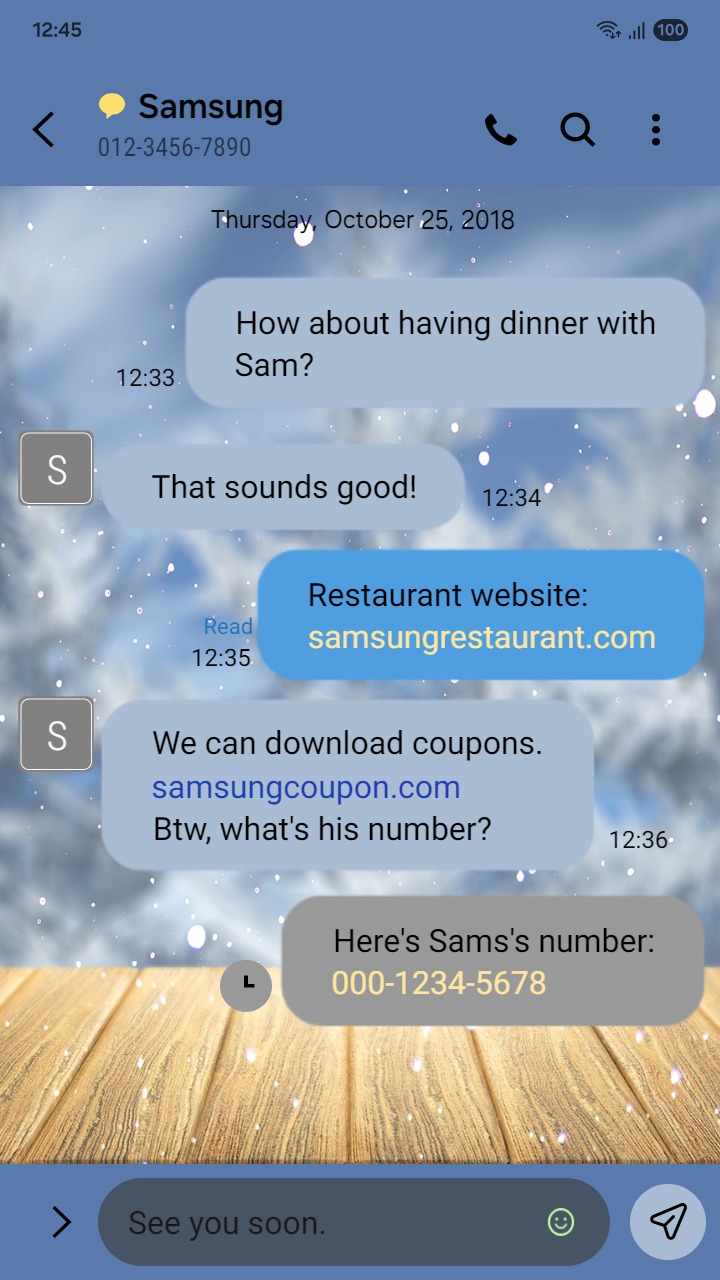 12:45
100
Samsung
012-3456-7890
Thursday, October 25, 2018
How about having dinner with
Sam?
12:33
S
That sounds good!
12:34
Restaurant website:
samsungrestaurant.com
Read
12:35
S
We can download coupons.
samsungcoupon.com
Btw, what's his number?
12:36
Here's Sams's number:
000-1234-5678
See you soon.